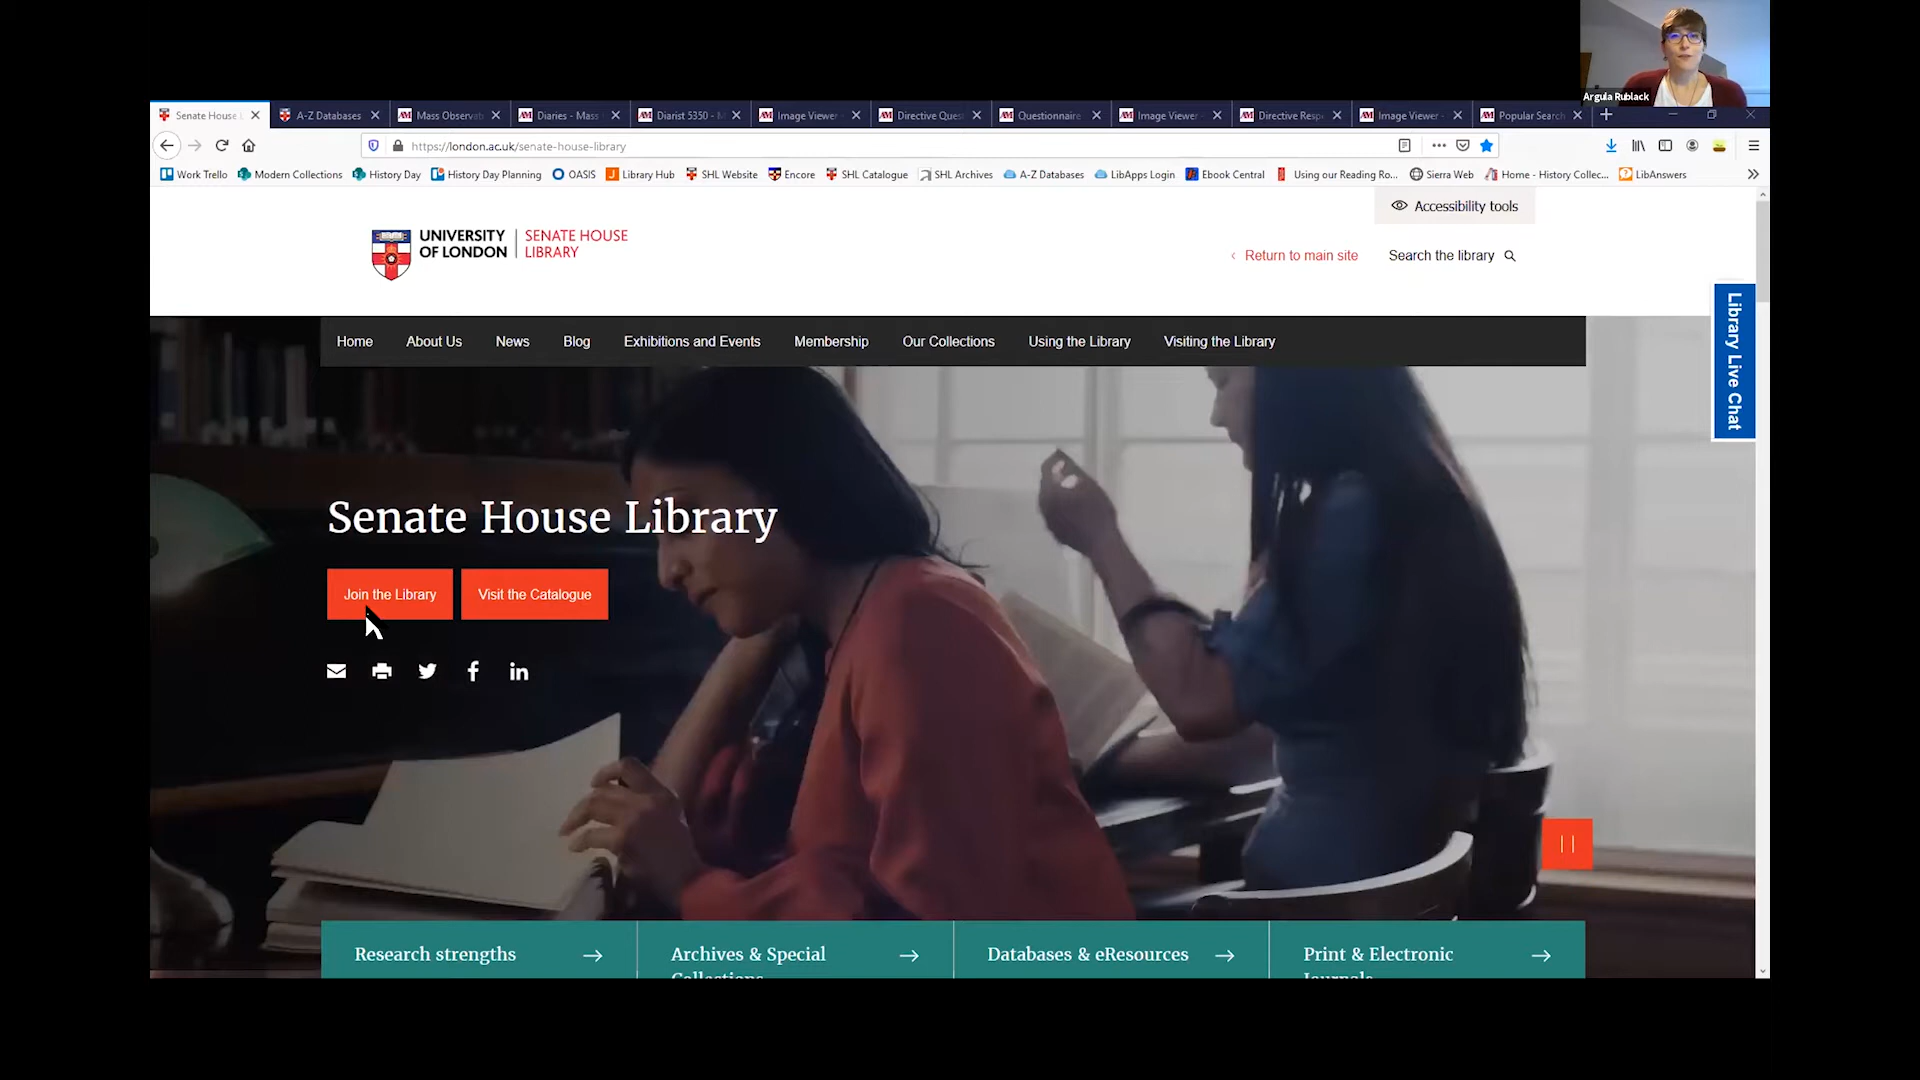 Argula Rublack
Senate House L
A-Z Databases
Mass Observat
Diaries - Mass
Diarist 5350 - M
Image Viewer -
Directive Ques
Questionnaire
Image Viewer -
Directive Resp
Image Viewer -
Popular Search
https://london.ac.uk/senate-house-library
Work Trello
Modern Collections
History Day
History Day Planning
OASIS
Library Hub
SHL Website
Encore
SHL Catalogue
SHL Archives
A-Z Databases
LibApps Login
Ebook Central
Using our Reading Ro...
Sierra Web
Home - History Collec...
LibAnswers
Accessibility tools
UNIVERSITY
OF LONDON
SENATE HOUSE
LIBRARY
Return to main site
Search the library
Library Live Chat
Home
About Us
News
Blog
Exhibitions and Events
Membership
Our Collections
Using the Library
Visiting the Library
Senate House Library
Join the Library
Visit the Catalogue
Research strengths
Archives & Special
Collections
Databases & eResources
Print & Electronic
Journals